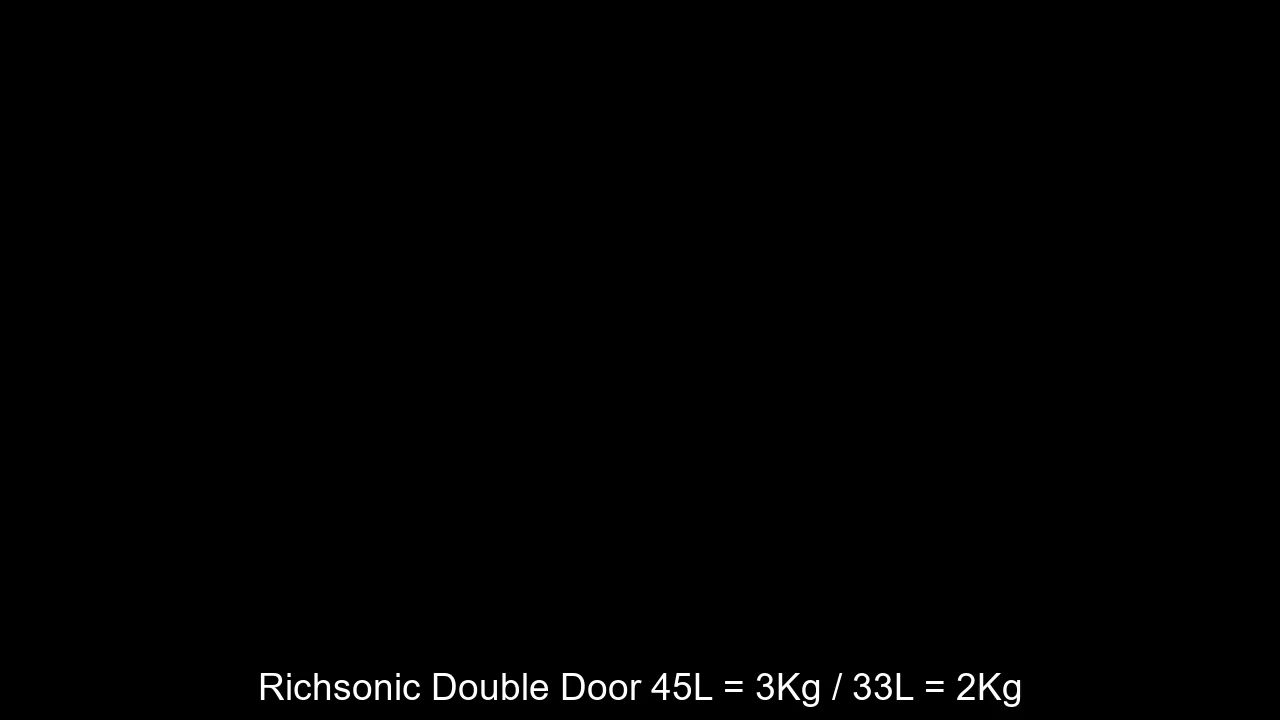 Richsonic Double Door 45L = 3Kg / 33L = 2Kg